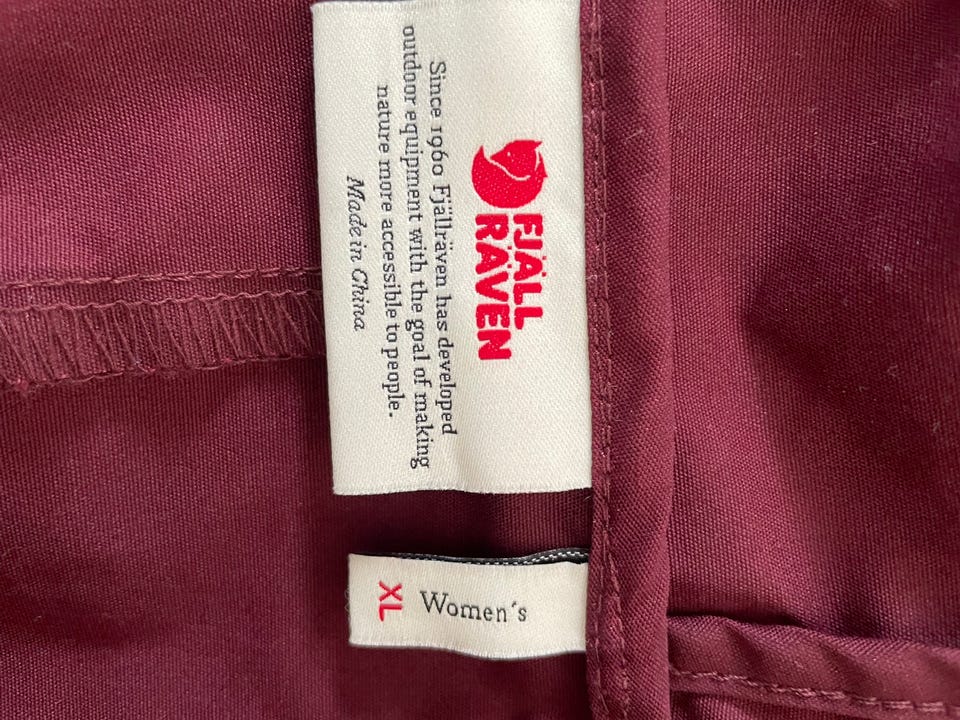 FJÄLL
RÄVEN
Since 1960 Fjällräven has developed
outdoor equipment with the goal of making
nature more accessible to people.
Made in China
Women's
XL